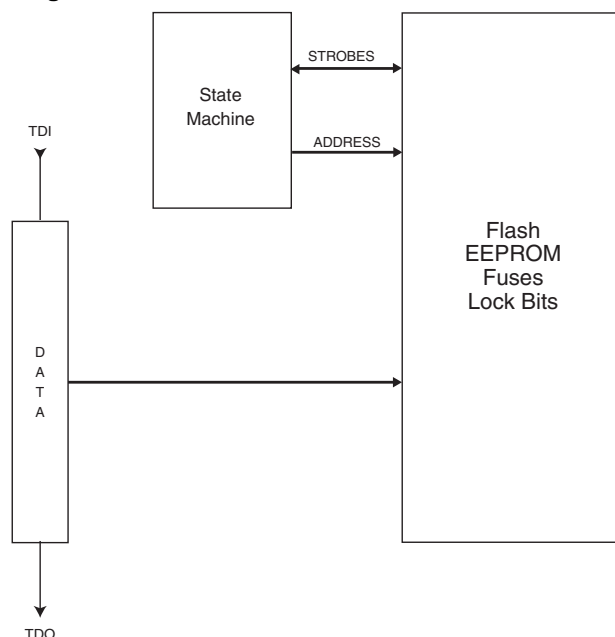 STROBES
State
Machine
TDI
ADDRESS
Flash
EEPROM
Fuses
Lock Bits
D
A
T
A
TDO